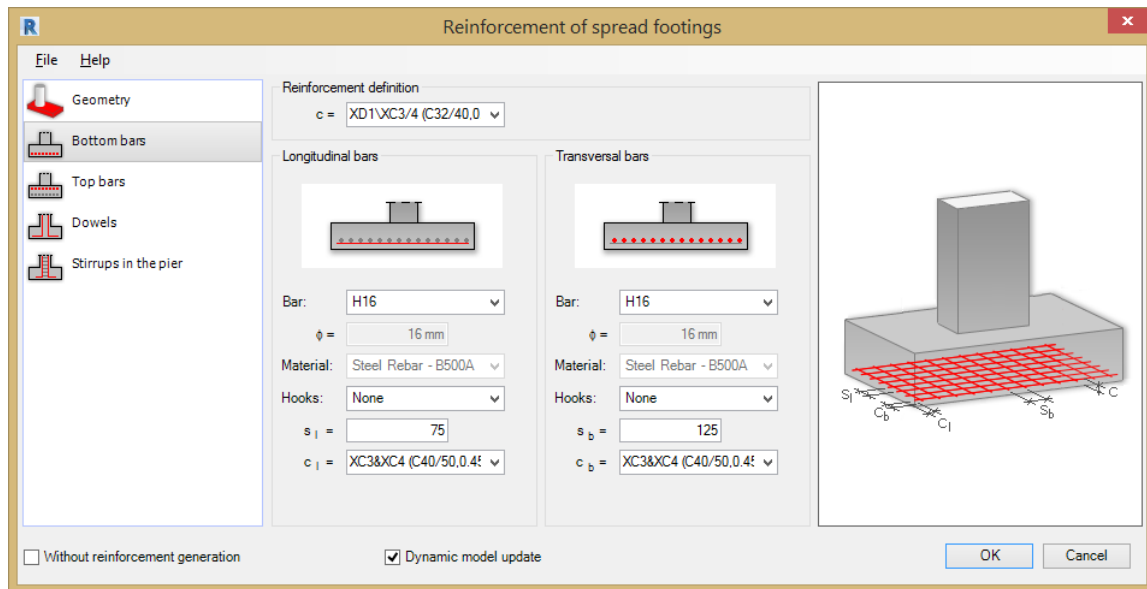 R
Reinforcement of spread footings
x
File Help
Geometry
Bottom bars
Top bars
Dowels
Stirrups in the pier
Reinforcement definition
c = XD1\XC3/4 (C32/40,0
Longitudinal bars
Bar: H16
ϕ = 16 mm
Material: Steel Rebar - B500A
Hooks: None
s l = 75
c l = XC3&XC4 (C40/50,0.45
Transversal bars
Bar: H16
ϕ = 16 mm
Material: Steel Rebar - B500A
Hooks: None
s b = 125
c b = XC3&XC4 (C40/50,0.45
Sl
Cb
Cl
Sb
C
Without reinforcement generation
Dynamic model update
OK
Cancel